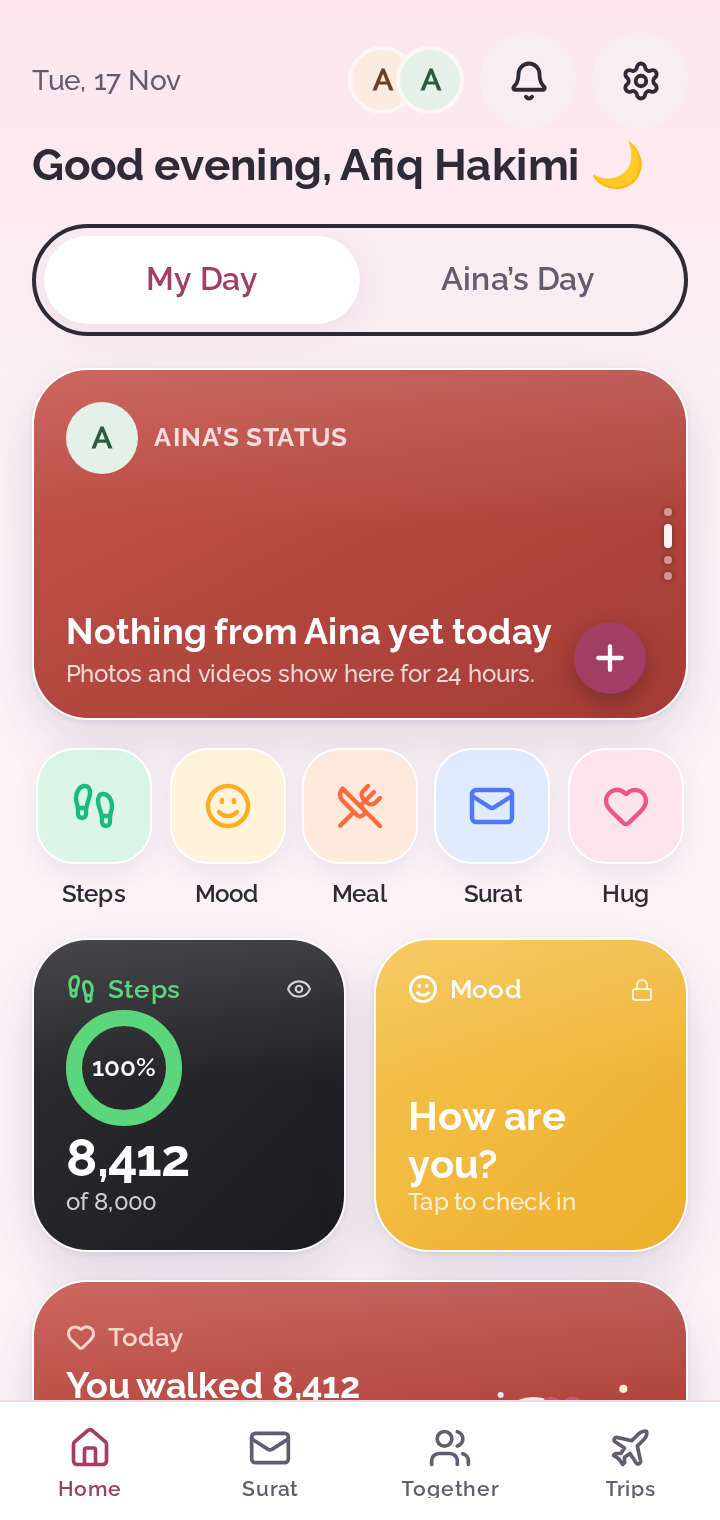 Tue, 17 Nov
A
A
Good evening, Afiq Hakimi 🌙
My Day
Aina's Day
A
AINA'S STATUS
Nothing from Aina yet today
Photos and videos show here for 24 hours.
Steps
Mood
Meal
Surat
Hug
Steps
100%
8,412
of 8,000
Mood
How are
you?
Tap to check in
Today
You walked 8,412
Home
Surat
Together
Trips